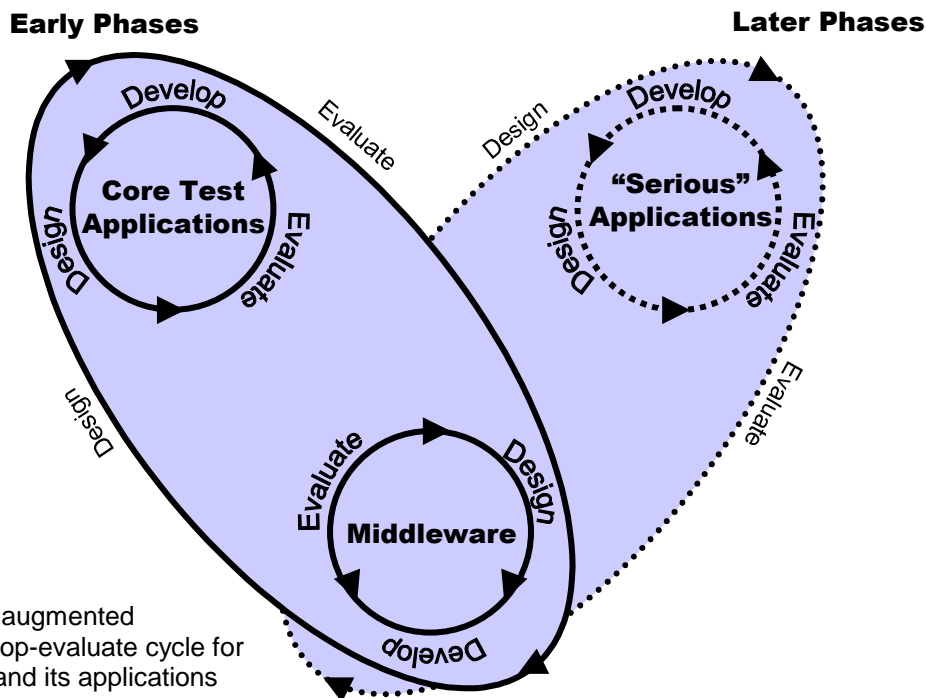 Early Phases
Later Phases
Develop
Evaluate
Design
Core Test
Applications
Design
Evaluate
Develop
"Serious"
Applications
Design
Evaluate
Design
Evaluate
Evaluate
Design
Middleware
Develop
augmented
op-evaluate cycle for
and its applications